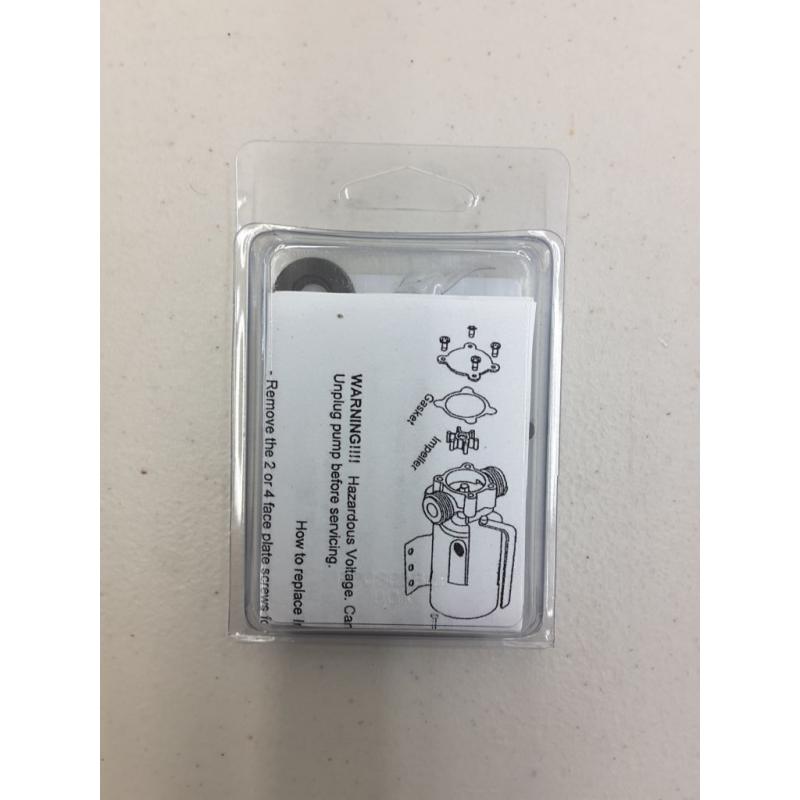 Gasket
Impeller
How to replace
WARNING!!!! Hazardous Voltage. Can
Unplug pump before servicing.
- Remove the 2 or 4 face plate screws